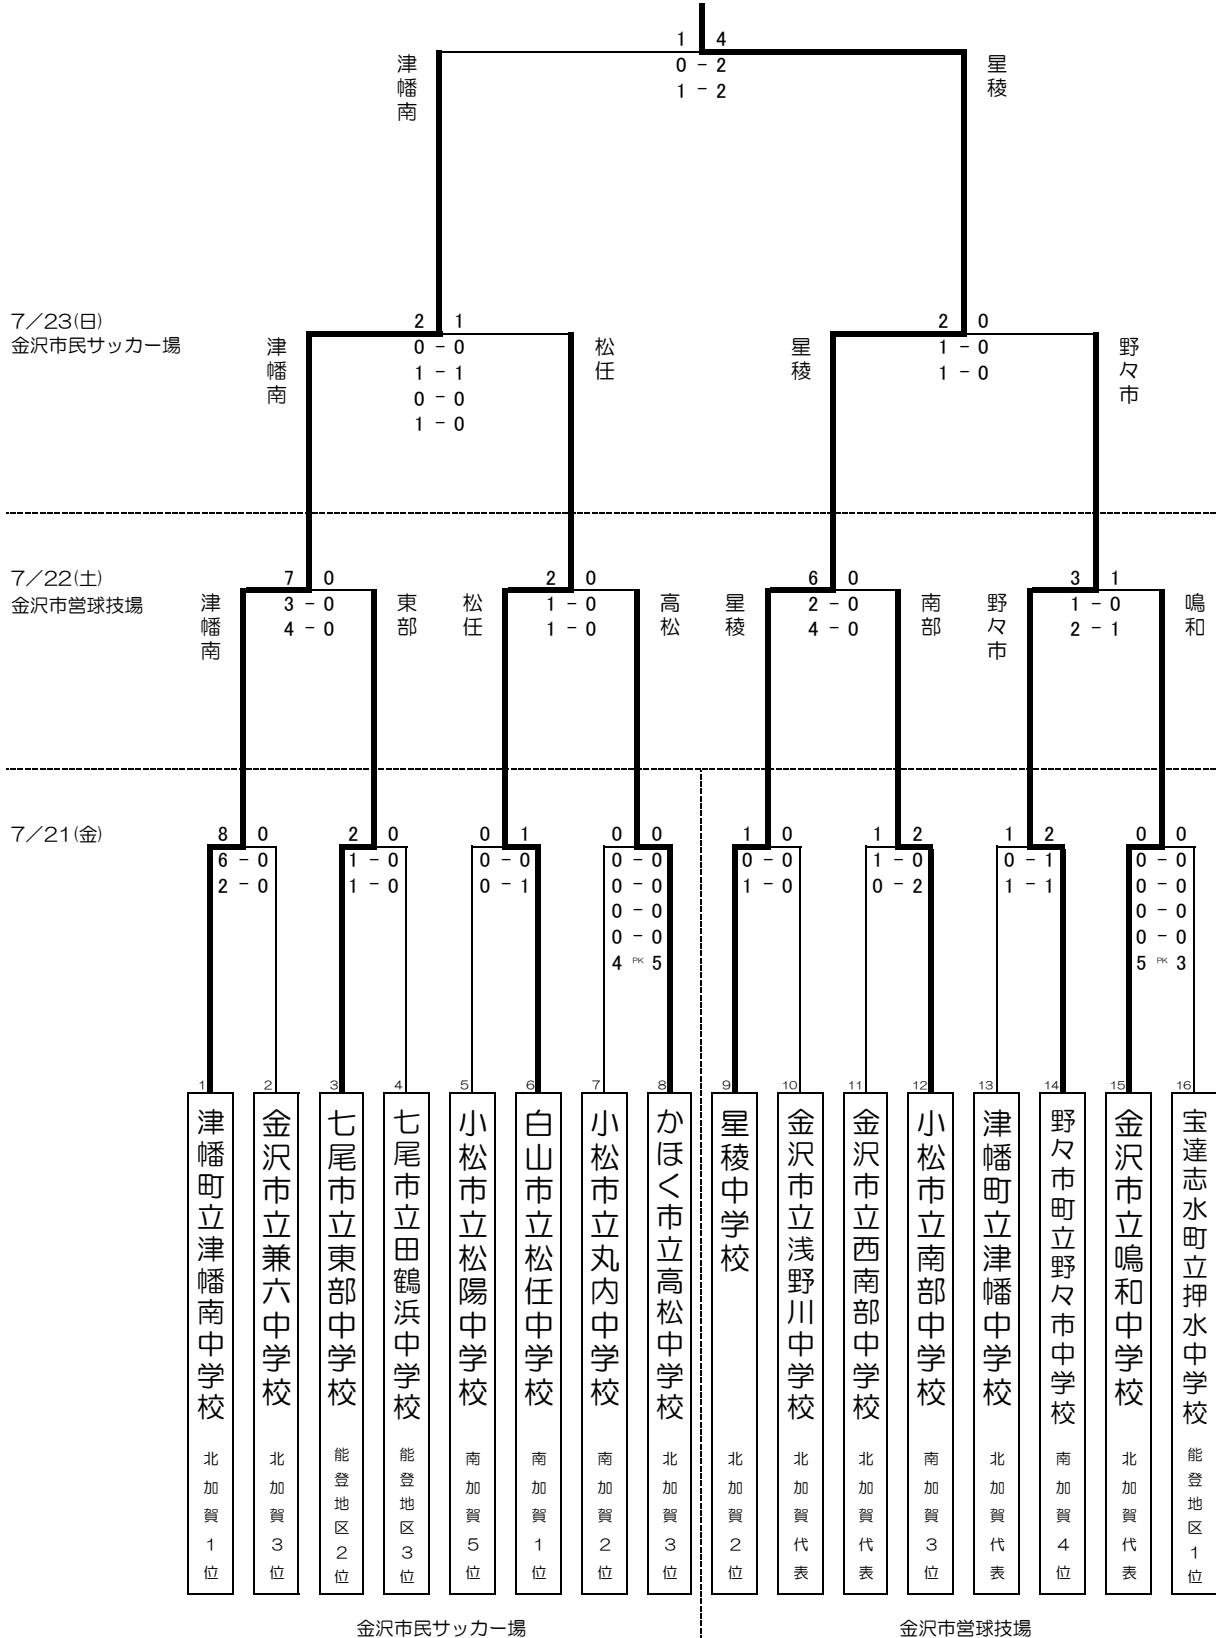 1 4
0 - 2
1 - 2
津幡南
星稜
7/23(日)
金沢市民サッカー場
2 1
0 - 0
1 - 1
0 - 0
1 - 0
2 0
1 - 0
1 - 0
津幡南
松任
星稜
野々市
7/22(土)
金沢市営球技場
7 0
3 - 0
4 - 0
2 0
1 - 0
1 - 0
6 0
2 - 0
4 - 0
3 1
1 - 0
2 - 1
津幡南
東部
松任
高松
星稜
南部
野々市
鳴和
7/21(金)
8 0
6 - 0
2 - 0
2 0
1 - 0
1 - 0
0 1
0 - 0
0 - 1
0 0
0 - 0
0 - 0
0 - 0
0 - 0
4 PK 5
1 0
0 - 0
1 - 0
1 2
1 - 0
0 - 2
1 2
0 - 1
1 - 1
0 0
0 - 0
0 - 0
0 - 0
0 - 0
5 PK 3
1
津幡町立津幡南中学校
北加賀1位
2
金沢市立兼六中学校
北加賀3位
3
七尾市立東部中学校
能登地区2位
4
七尾市立田鶴浜中学校
能登地区3位
5
小松市立松陽中学校
南加賀5位
6
白山市立松任中学校
南加賀1位
7
小松市立丸内中学校
南加賀2位
8
かほく市立高松中学校
北加賀3位
9
星稜中学校
北加賀2位
10
金沢市立浅野川中学校
北加賀代表
11
金沢市立西南部中学校
北加賀代表
12
小松市立南部中学校
南加賀3位
13
津幡町立津幡中学校
北加賀代表
14
野々市町立野々市中学校
南加賀4位
15
金沢市立鳴和中学校
北加賀代表
16
宝達志水町立押水中学校
能登地区1位
金沢市民サッカー場
金沢市営球技場